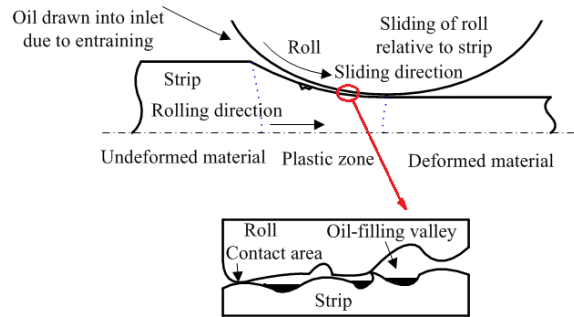 Oil drawn into inlet
due to entraining
Roll
Sliding of roll
relative to strip
Sliding direction
Strip
Rolling direction
Undeformed material
Plastic zone
Deformed material
Roll
Contact area
Oil-filling valley
Strip